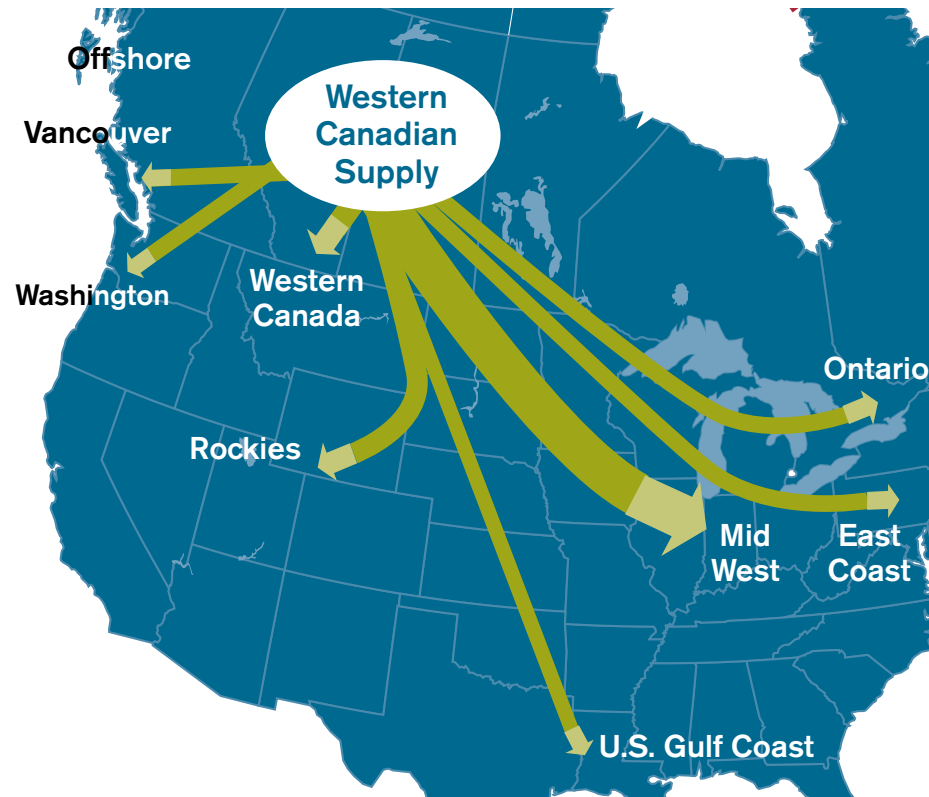 Offshore
Western
Canadian
Supply
Vancouver
Western
Canada
Washington
Ontario
Rockies
Mid
West
East
Coast
U.S. Gulf Coast